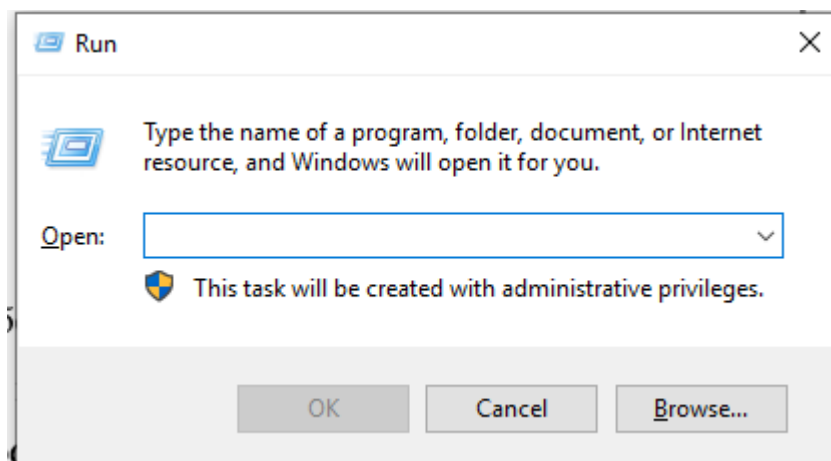 Run
Type the name of a program, folder, document, or Internet
resource, and Windows will open it for you.
Open:
This task will be created with administrative privileges.
OK
Cancel
Browse...